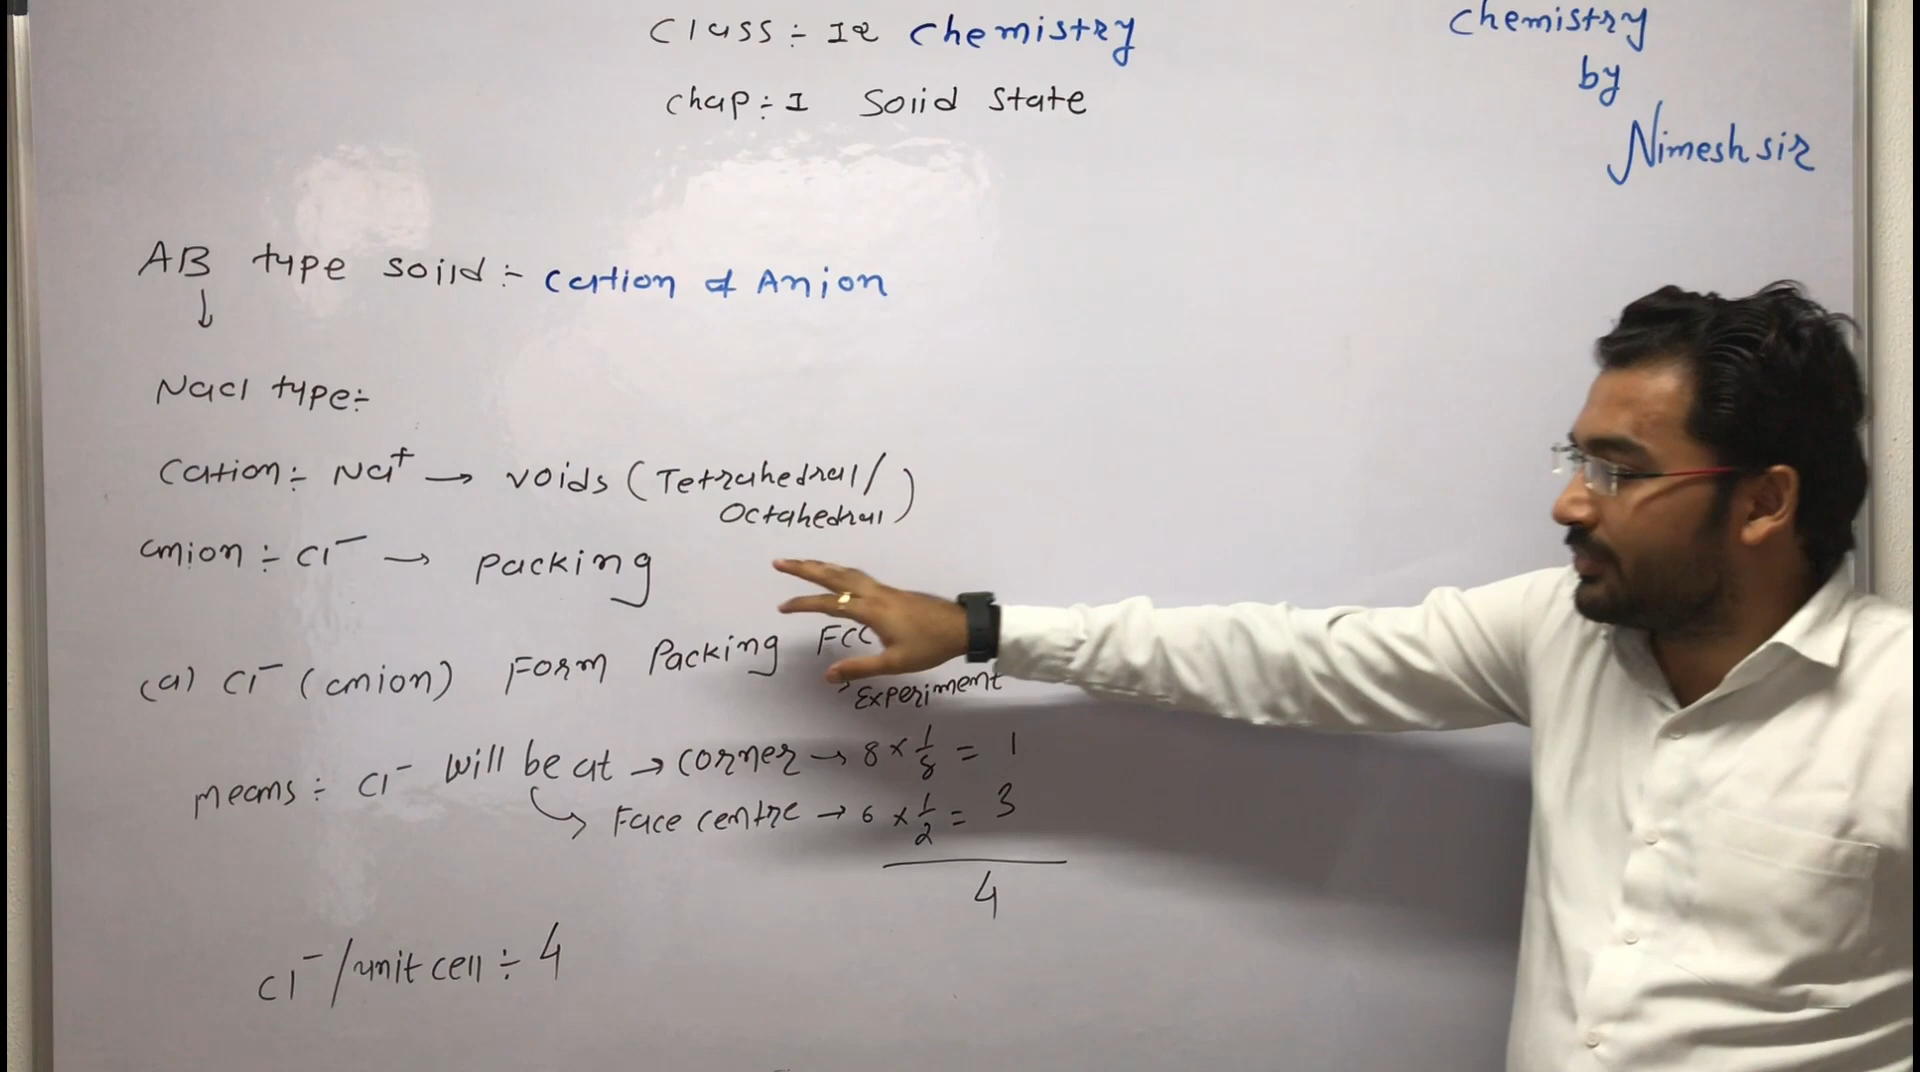 Class ÷ 12 Chemistry
Chap ÷ 1 Solid State
Chemistry
by
Nimesh sir
AB type solid ÷ Cation & Anion
↓
NaCl type ÷
Cation ÷ Na⁺ → voids (Tetrahedral/
Octahedral)
anion ÷ Cl⁻ → packing
(a) Cl⁻ (anion) Form Packing FCC
Experiment
means ÷ Cl⁻ will be at → corner → 8 × 1/8 = 1
Face centre → 6 × 1/2 = 3
4
Cl⁻/unit cell ÷ 4